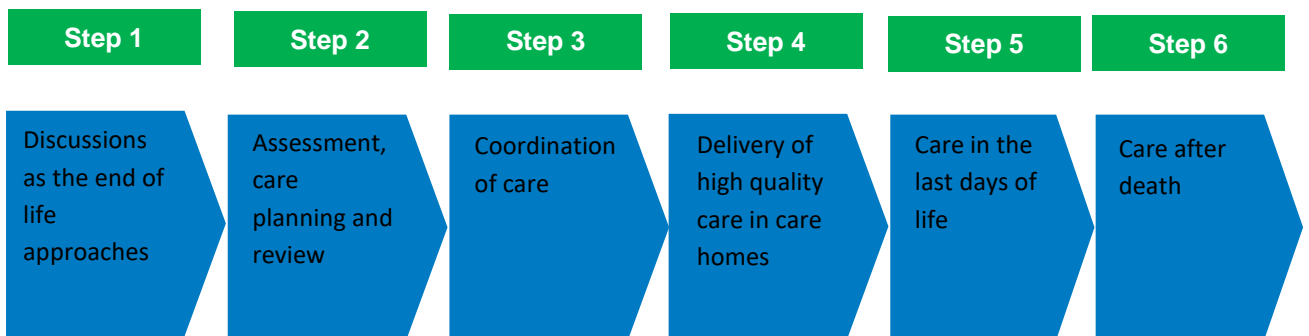 Step 1
Step 2
Step 3
Step 4
Step 5
Step 6
Discussions
as the end of
life
approaches
Assessment,
care
planning and
review
Coordination
of care
Delivery of
high quality
care in care
homes
Care in the
last days of
life
Care after
death